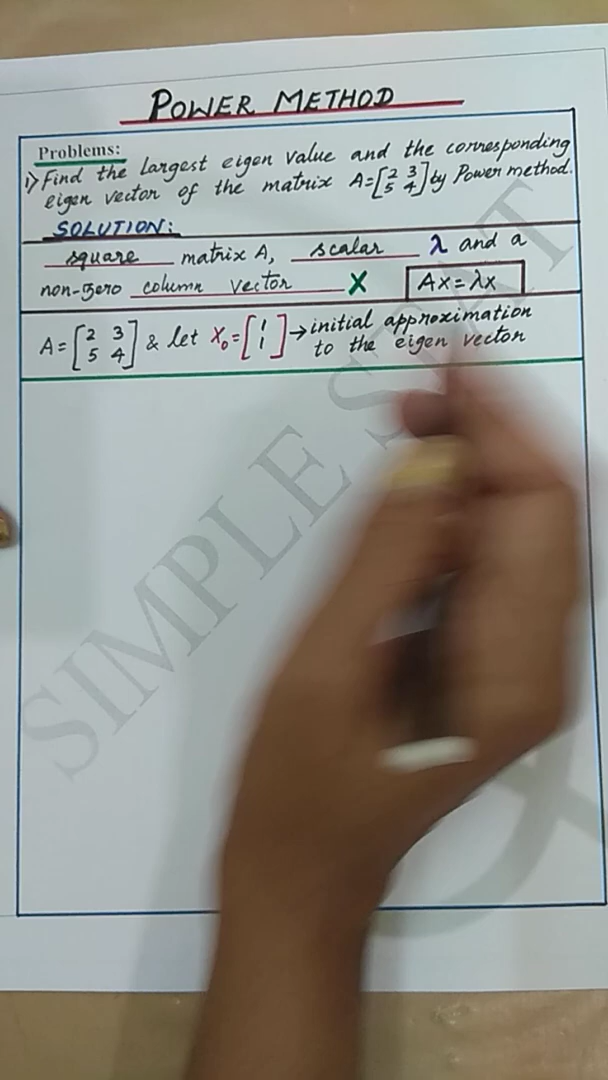 POWER METHOD
Problems:
1) Find the Largest eigen value and the corresponding
eigen vector of the matrix A=[2 3
5 4] by Power method.
SOLUTION:
square matrix A, scalar λ and a
non-zero column vector X AX=λX
A=[2 3
5 4] & let X₀=[1
1] → initial approximation
to the eigen vector
SIMPLE STAT